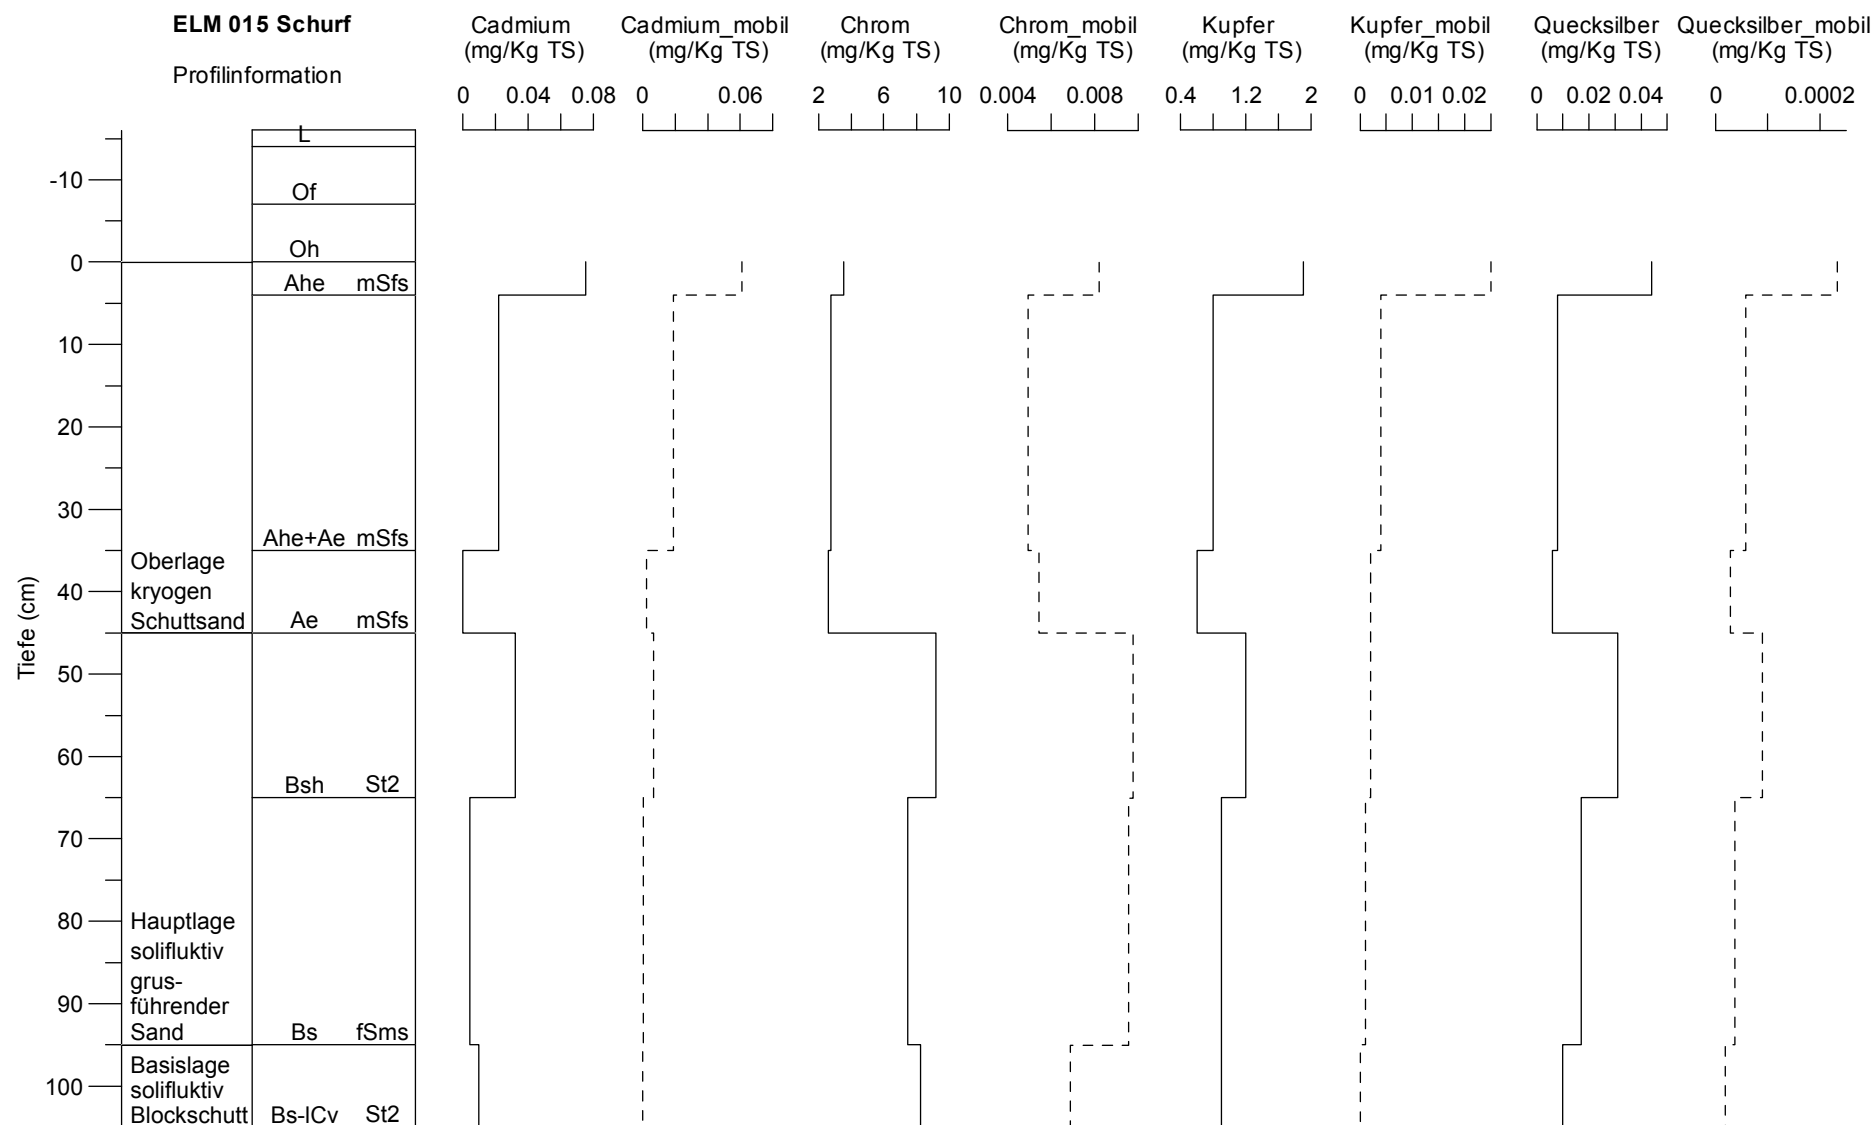 ELM 015 Schurf
Profilinformation
Cadmium
(mg/Kg TS)
Cadmium_mobil
(mg/Kg TS)
Chrom
(mg/Kg TS)
Chrom_mobil
(mg/Kg TS)
Kupfer
(mg/Kg TS)
Kupfer_mobil
(mg/Kg TS)
Quecksilber
(mg/Kg TS)
Quecksilber_mobil
(mg/Kg TS)
0 0.04 0.08
0 0.06
2 6 10
0.004 0.008
0.4 1.2 2
0 0.01 0.02
0 0.02 0.04
0 0.0002
L
-10
Of
Oh
0
Ahe mSfs
10
20
30
Ahe+Ae mSfs
Oberlage
kryogen
Schuttsand
40
Ae mSfs
Tiefe (cm)
50
60
Bsh St2
70
80
Hauptlage
solifluktiv
grus-
führender
Sand
90
Bs fSms
Basislage
solifluktiv
Blockschutt
100
Bs-lCv St2